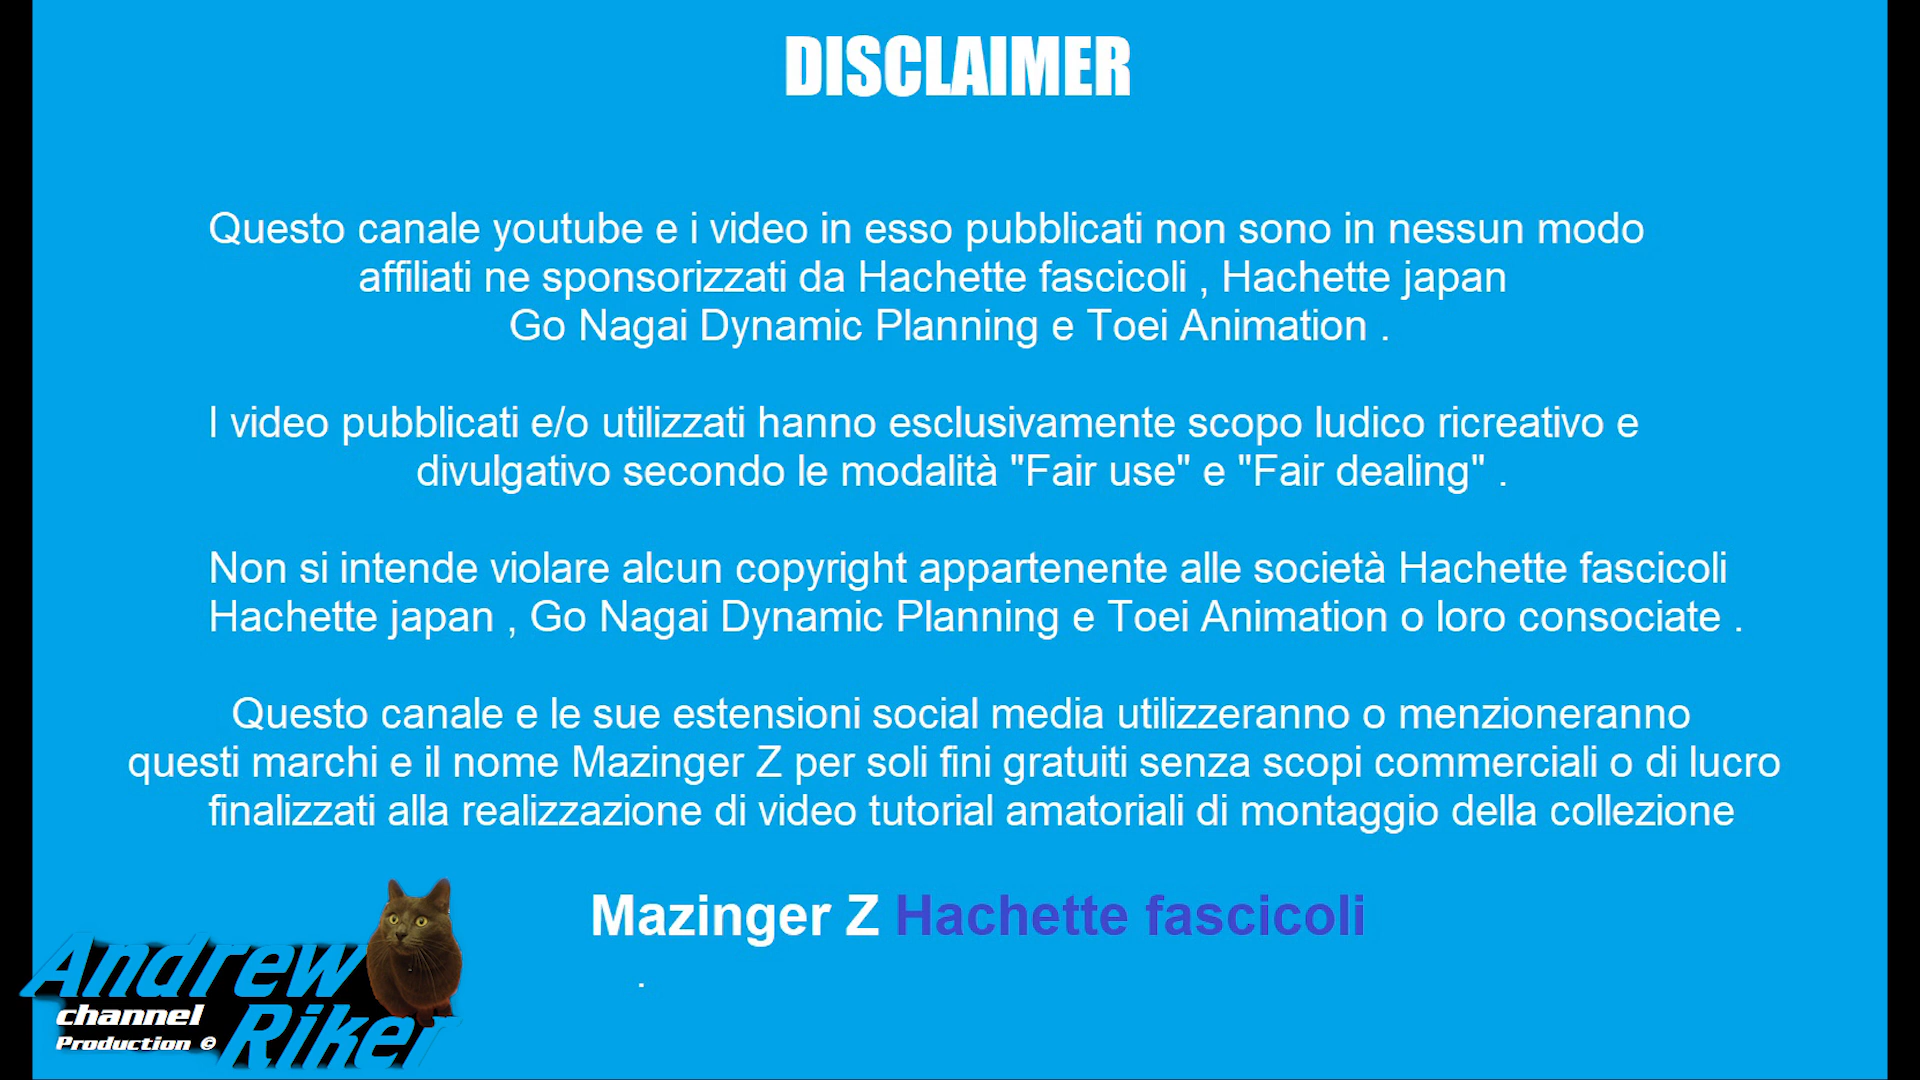 DISCLAIMER
Questo canale youtube e i video in esso pubblicati non sono in nessun modo
affiliati ne sponsorizzati da Hachette fascicoli , Hachette japan
Go Nagai Dynamic Planning e Toei Animation .
I video pubblicati e/o utilizzati hanno esclusivamente scopo ludico ricreativo e
divulgativo secondo le modalità "Fair use" e "Fair dealing" .
Non si intende violare alcun copyright appartenente alle società Hachette fascicoli
Hachette japan , Go Nagai Dynamic Planning e Toei Animation o loro consociate .
Questo canale e le sue estensioni social media utilizzeranno o menzioneranno
questi marchi e il nome Mazinger Z per soli fini gratuiti senza scopi commerciali o di lucro
finalizzati alla realizzazione di video tutorial amatoriali di montaggio della collezione
Mazinger Z Hachette fascicoli
.
Andrew
channel
Riker
Production ©